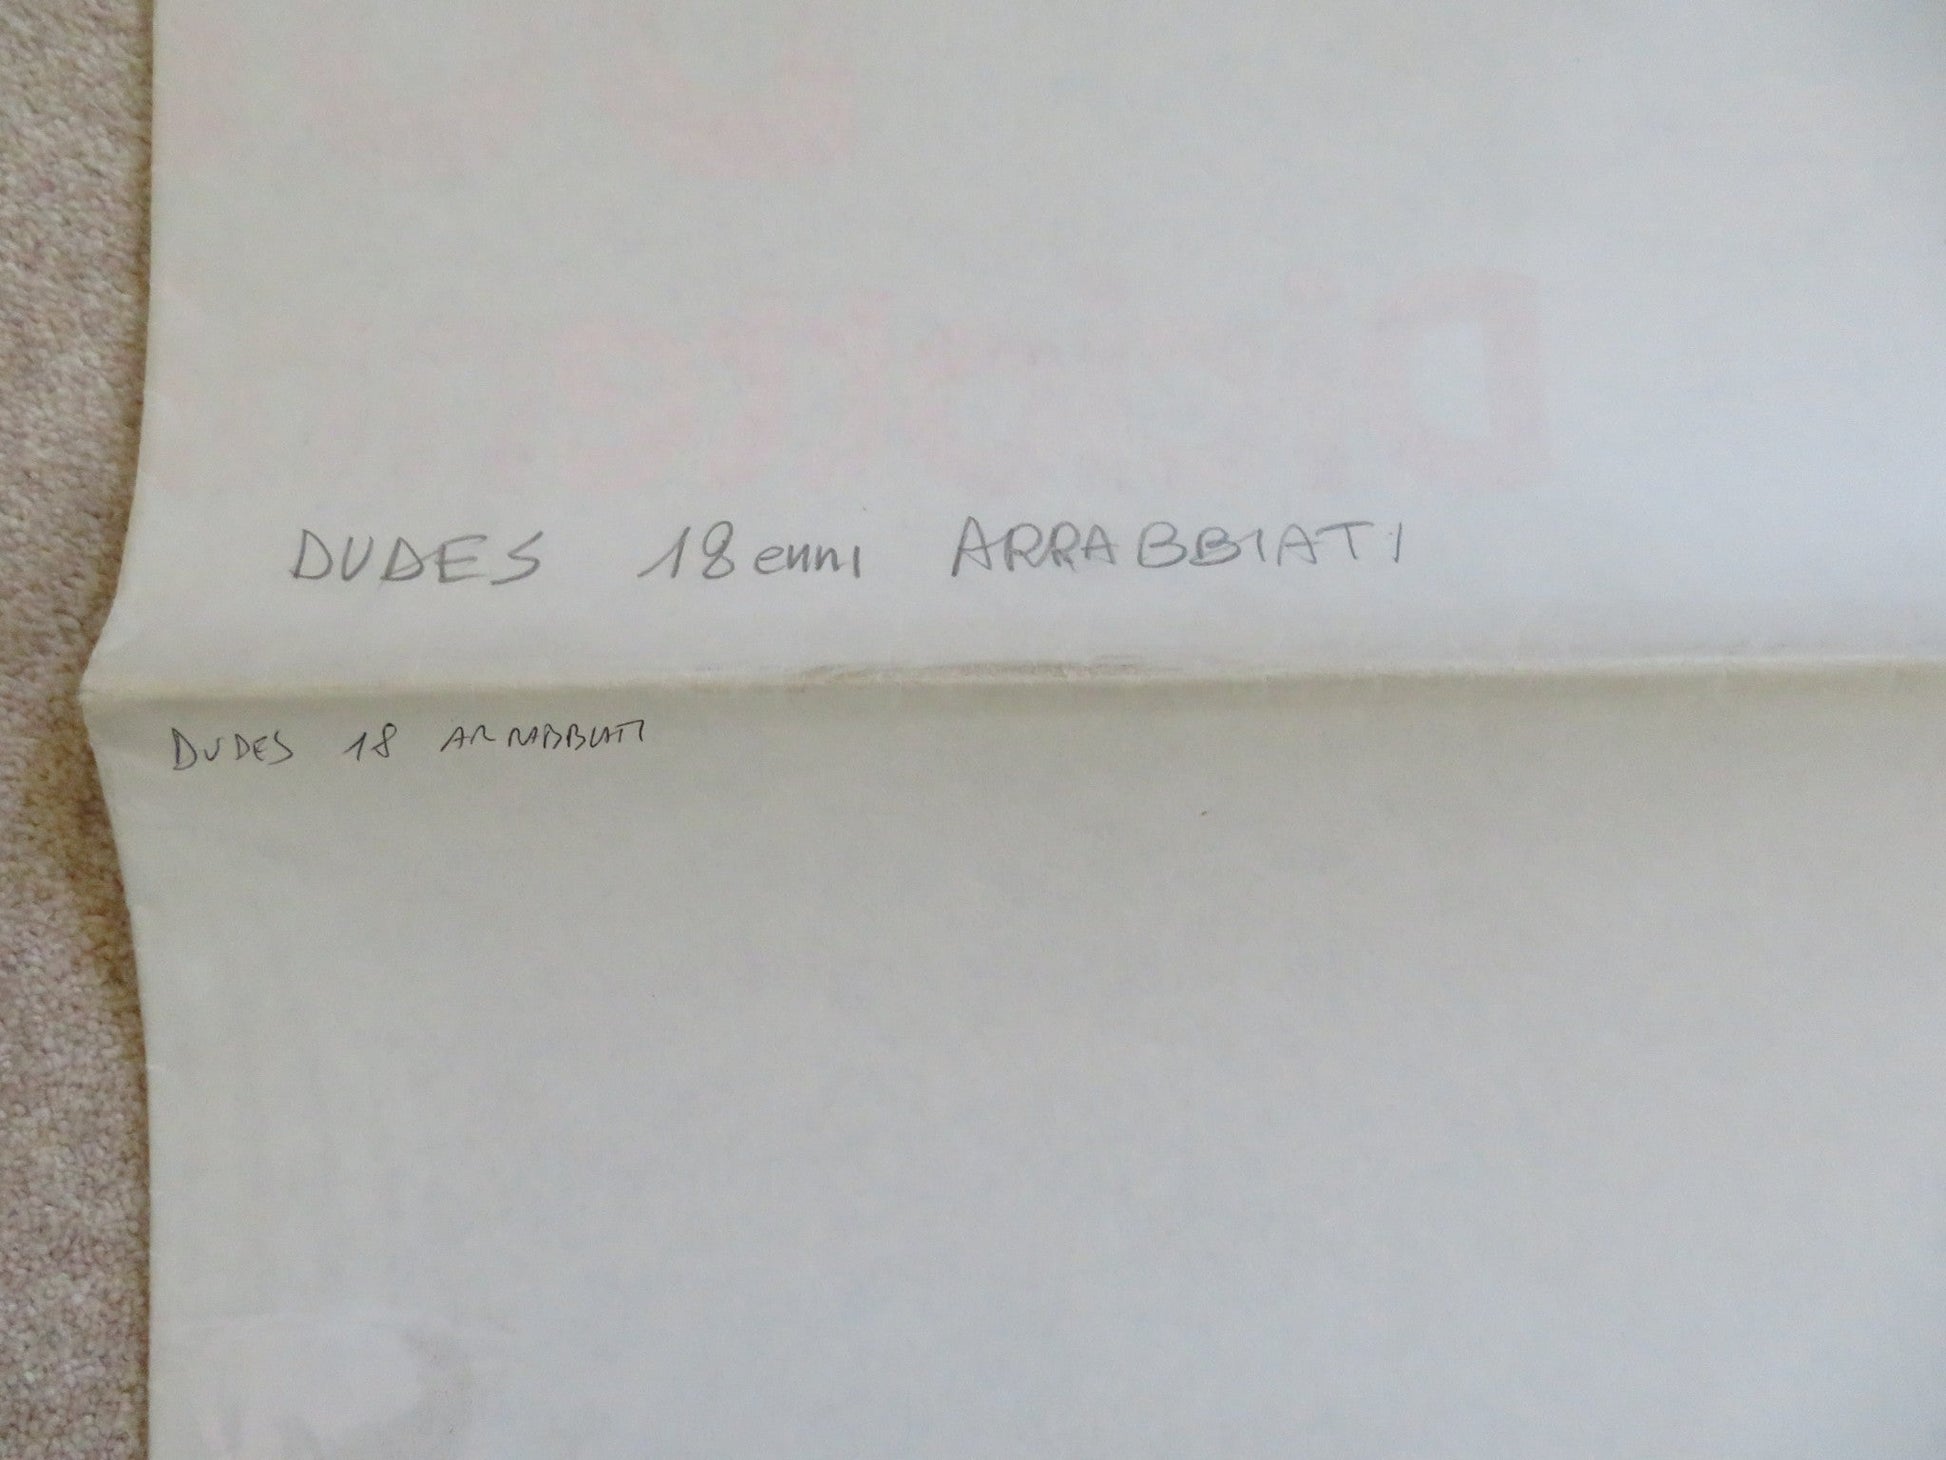 DUDES 18enni ARRABBIATI
DUDES 18 ARRABBIATI